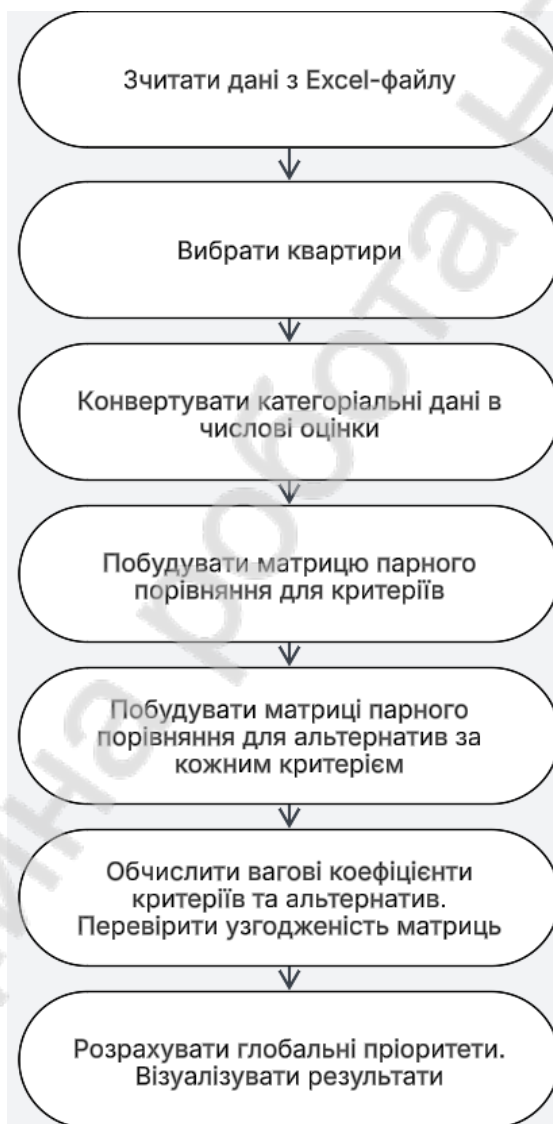 Зчитати дані з Excel-файлу
Вибрати квартири
Конвертувати категоріальні дані в
числові оцінки
Побудувати матрицю парного
порівняння для критеріїв
Побудувати матриці парного
порівняння для альтернатив за
кожним критерієм
Обчислити вагові коефіцієнти
критеріїв та альтернатив.
Перевірити узгодженість матриць
Розрахувати глобальні пріоритети.
Візуалізувати результати
робота